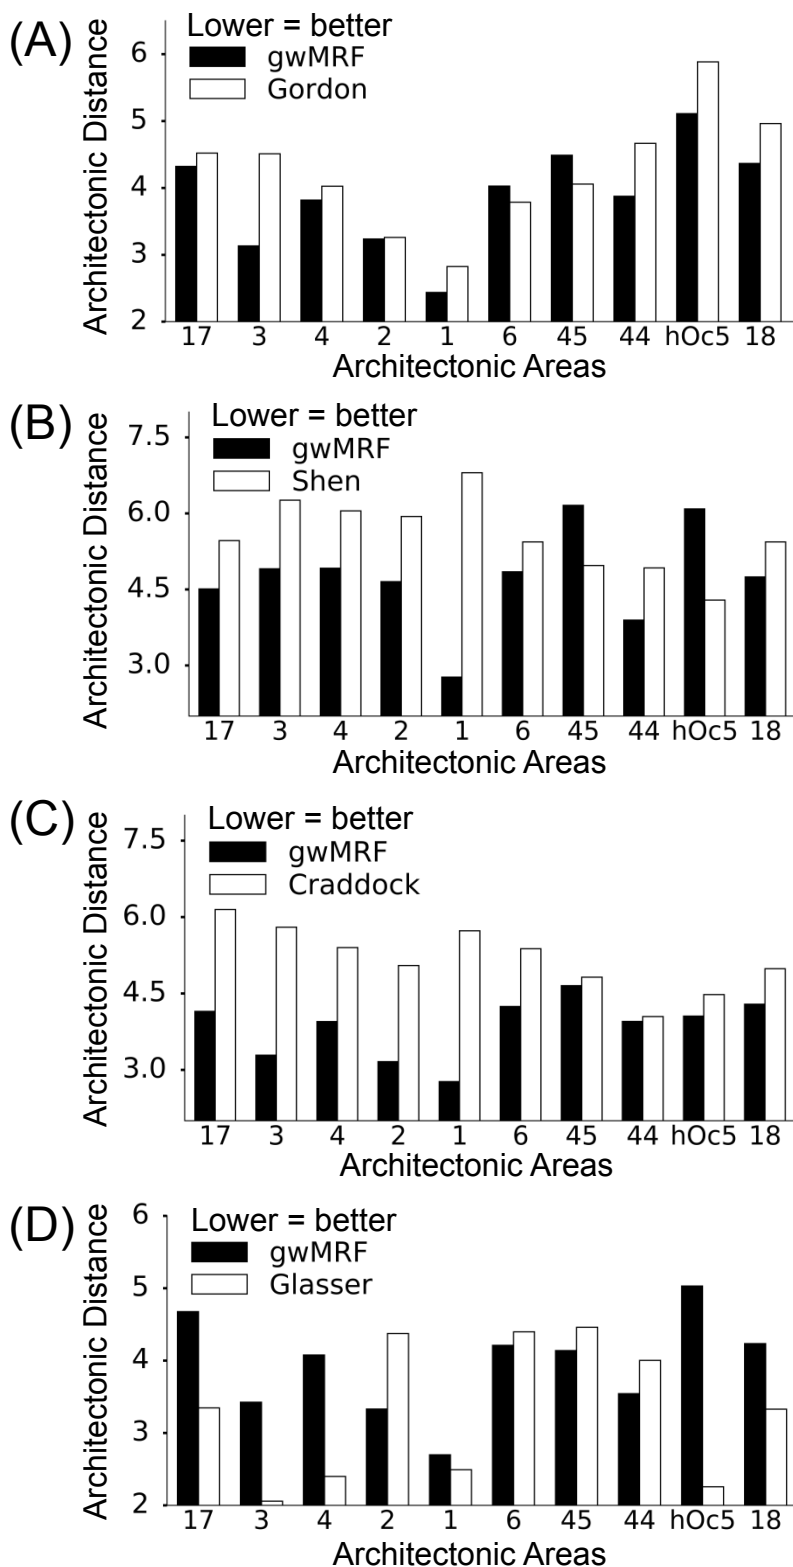 (A)
Lower = better
gwMRF
Gordon
Architectonic Distance
6
5
4
3
2
17 3 4 2 1 6 45 44 hOc5 18
Architectonic Areas
(B)
Lower = better
gwMRF
Shen
Architectonic Distance
7.5
6.0
4.5
3.0
17 3 4 2 1 6 45 44 hOc5 18
Architectonic Areas
(C)
Lower = better
gwMRF
Craddock
Architectonic Distance
7.5
6.0
4.5
3.0
17 3 4 2 1 6 45 44 hOc5 18
Architectonic Areas
(D)
Lower = better
gwMRF
Glasser
Architectonic Distance
6
5
4
3
2
17 3 4 2 1 6 45 44 hOc5 18
Architectonic Areas